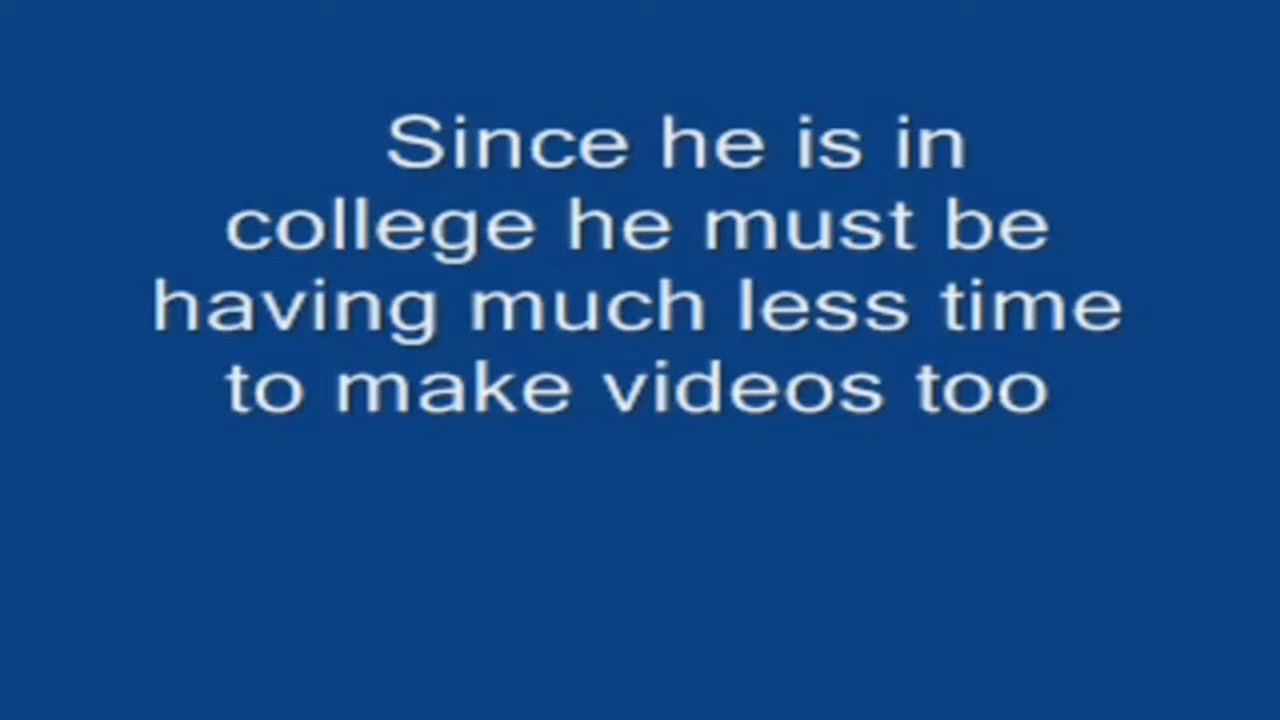 Since he is in
college he must be
having much less time
to make videos too